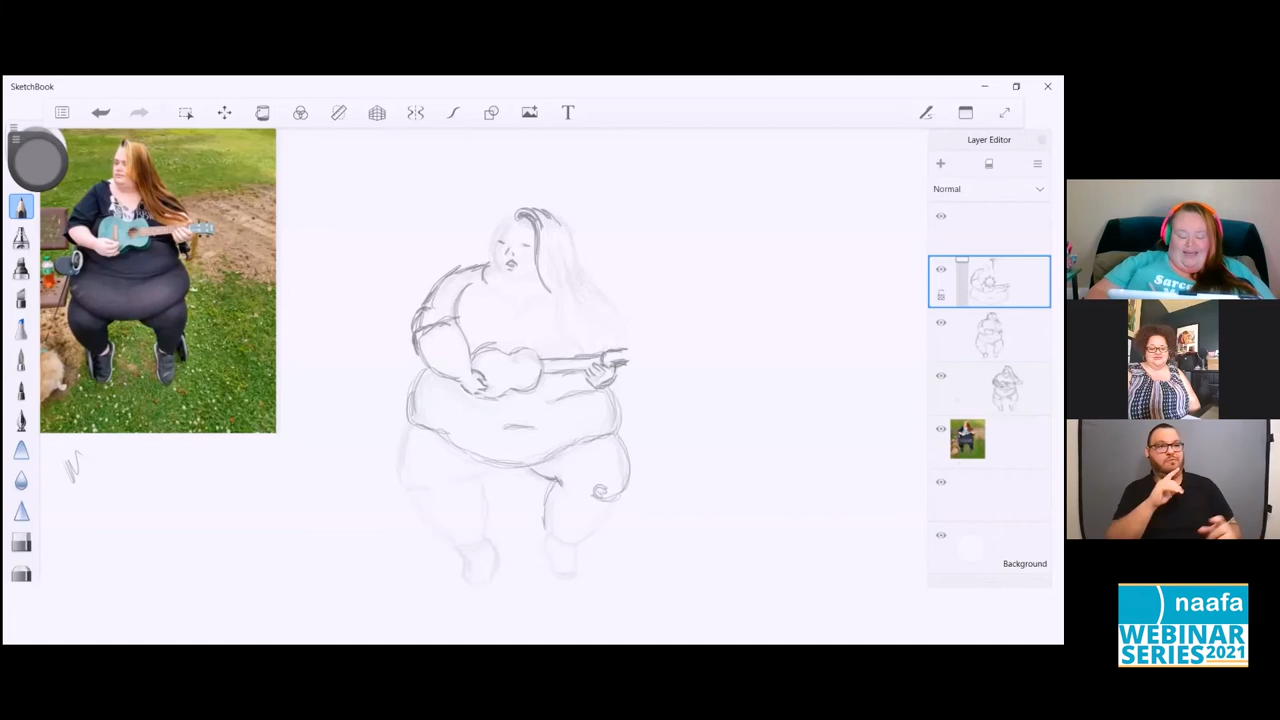 SketchBook
T
Layer Editor
Normal
Background
naafa
WEBINAR
SERIES 2021